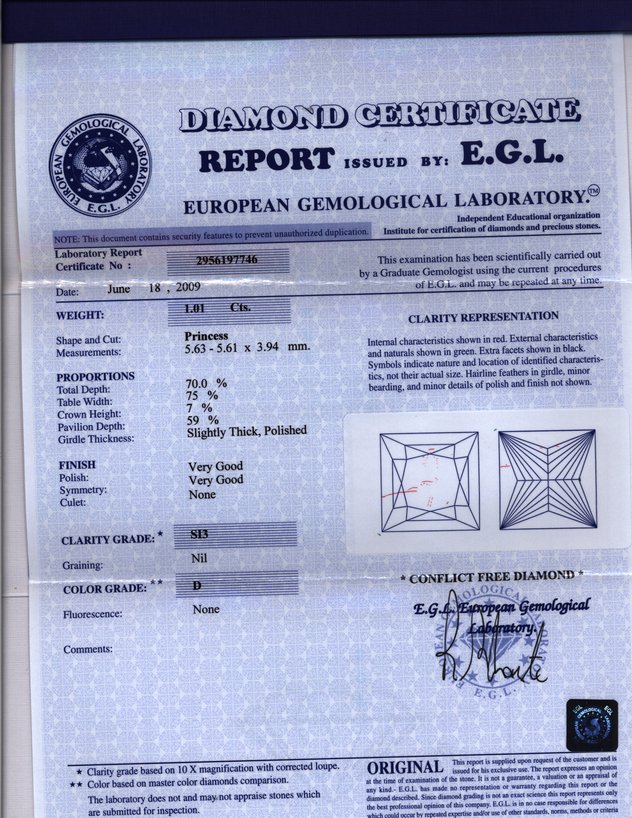 DIAMOND CERTIFICATE
REPORT ISSUED BY: E.G.L.
EUROPEAN GEMOLOGICAL LABORATORY.™
EUROPEAN GEMOLOGICAL LABORATORY
E.G.L.
Independent Educational organization
Institute for certification of diamonds and precious stones.
NOTE: This document contains security features to prevent unauthorized duplication.
Laboratory Report
Certificate No : 2956197746
Date: June 18 , 2009
This examination has been scientifically carried out
by a Graduate Gemologist using the current procedures
of E.G.L. and may be repeated at any time.
WEIGHT: 1.01 Cts.
Shape and Cut: Princess
Measurements: 5.63 - 5.61 x 3.94 mm.
PROPORTIONS
Total Depth: 70.0 %
Table Width: 75 %
Crown Height: 7 %
Pavilion Depth: 59 %
Girdle Thickness: Slightly Thick, Polished
FINISH
Polish: Very Good
Symmetry: Very Good
Culet: None
CLARITY GRADE:* SI3
Graining: Nil
COLOR GRADE:** D
Fluorescence: None
Comments:
CLARITY REPRESENTATION
Internal characteristics shown in red. External characteristics
and naturals shown in green. Extra facets shown in black.
Symbols indicate nature and location of identified characteris-
tics, not their actual size. Hairline feathers in girdle, minor
bearding, and minor details of polish and finish not shown.
* CONFLICT FREE DIAMOND *
E.G.L. European Gemological
Laboratory.
E.G.L.
* Clarity grade based on 10 X magnification with corrected loupe.
** Color based on master color diamonds comparison.
The laboratory does not and may not appraise stones which
are submitted for inspection.
ORIGINAL This report is supplied upon request of the customer and is
issued for his exclusive use. The report expresses an opinion
at the time of examination of the stone. It is not a guarantee, a valuation or an appraisal of
any kind.- E.G.L. has made no representation or warranty regarding this report or the
diamond described. Since diamond grading is not an exact science this report represents only
the best professional opinion of this company. E.G.L. is in no case responsible for differences
which could occur by repeated expertise and/or use of other standards, norms, methods or criteria